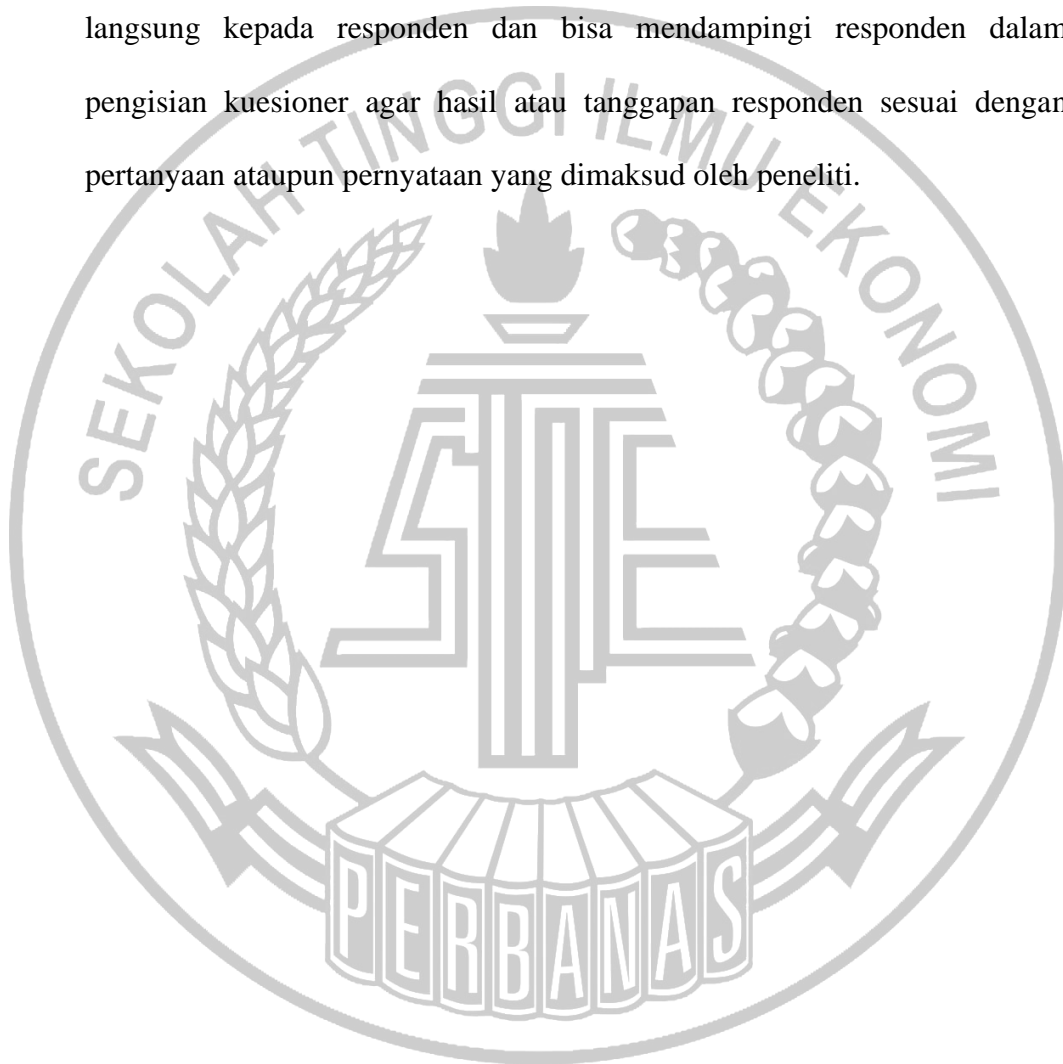 langsung kepada responden dan bisa mendampingi responden dalam
pengisian kuesioner agar hasil atau tanggapan responden sesuai dengan
pertanyaan ataupun pernyataan yang dimaksud oleh peneliti.
SEKOLAH TINGGI ILMU EKONOMI
STIE
PERBANAS